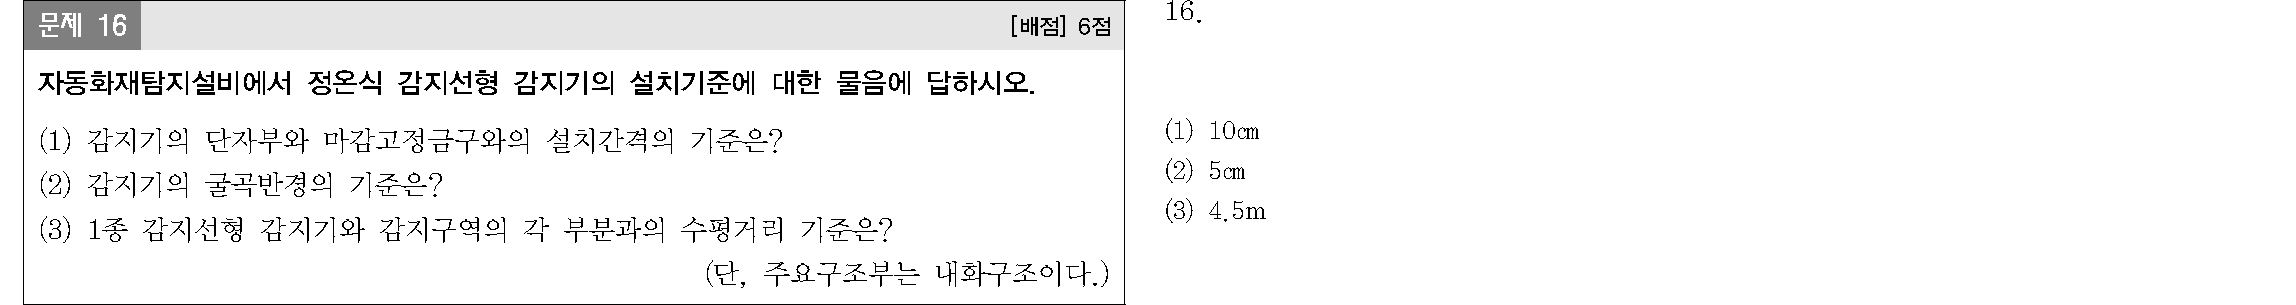 문제 16
[배점] 6점
자동화재탐지설비에서 정온식 감지선형 감지기의 설치기준에 대한 물음에 답하시오.
(1) 감지기의 단자부와 마감고정금구와의 설치간격의 기준은?
(2) 감지기의 굴곡반경의 기준은?
(3) 1종 감지선형 감지기와 감지구역의 각 부분과의 수평거리 기준은?
(단, 주요구조부는 내화구조이다.)
16.
(1) 10㎝
(2) 5㎝
(3) 4.5m